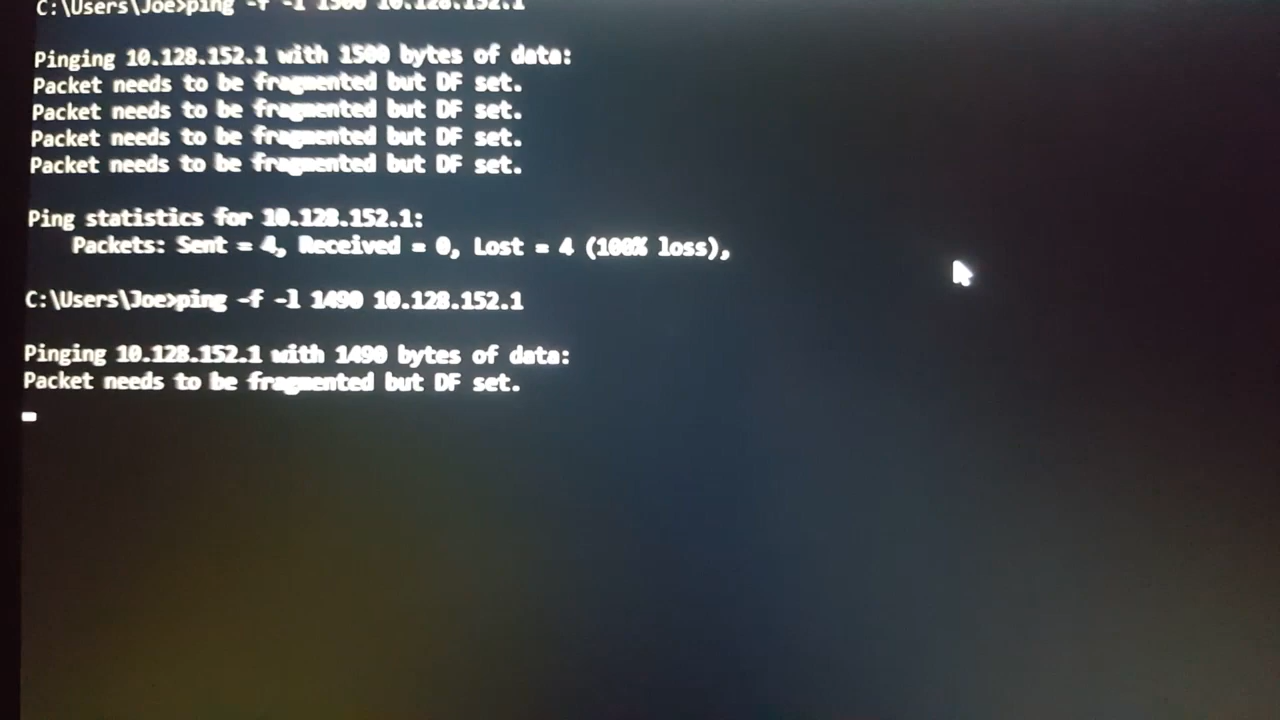 C:\Users\Joe>ping -f -l 1500 10.128.152.1
Pinging 10.128.152.1 with 1500 bytes of data:
Packet needs to be fragmented but DF set.
Packet needs to be fragmented but DF set.
Packet needs to be fragmented but DF set.
Packet needs to be fragmented but DF set.
Ping statistics for 10.128.152.1:
Packets: Sent = 4, Received = 0, Lost = 4 (100% loss),
C:\Users\Joe>ping -f -l 1490 10.128.152.1
Pinging 10.128.152.1 with 1490 bytes of data:
Packet needs to be fragmented but DF set.